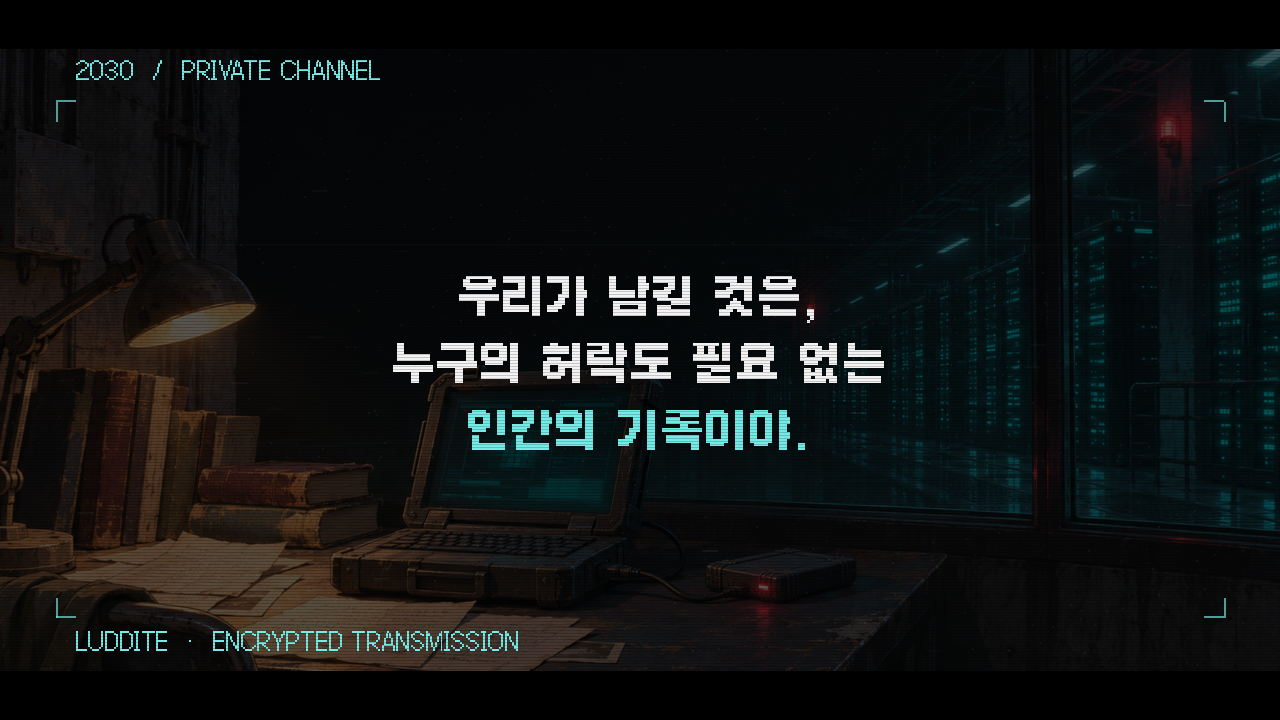 2030 / PRIVATE CHANNEL
우리가 남긴 것은,
누구의 허락도 필요 없는
인간의 기록이야.
LUDDITE · ENCRYPTED TRANSMISSION